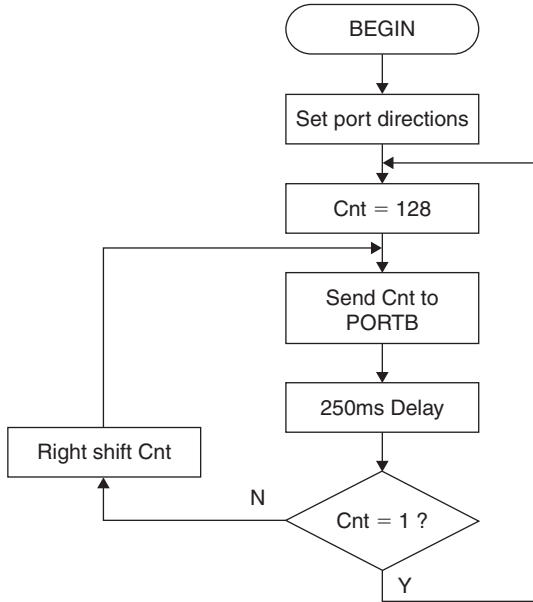 BEGIN
Set port directions
Cnt = 128
Send Cnt to
PORTB
250ms Delay
Right shift Cnt
N
Cnt = 1 ?
Y